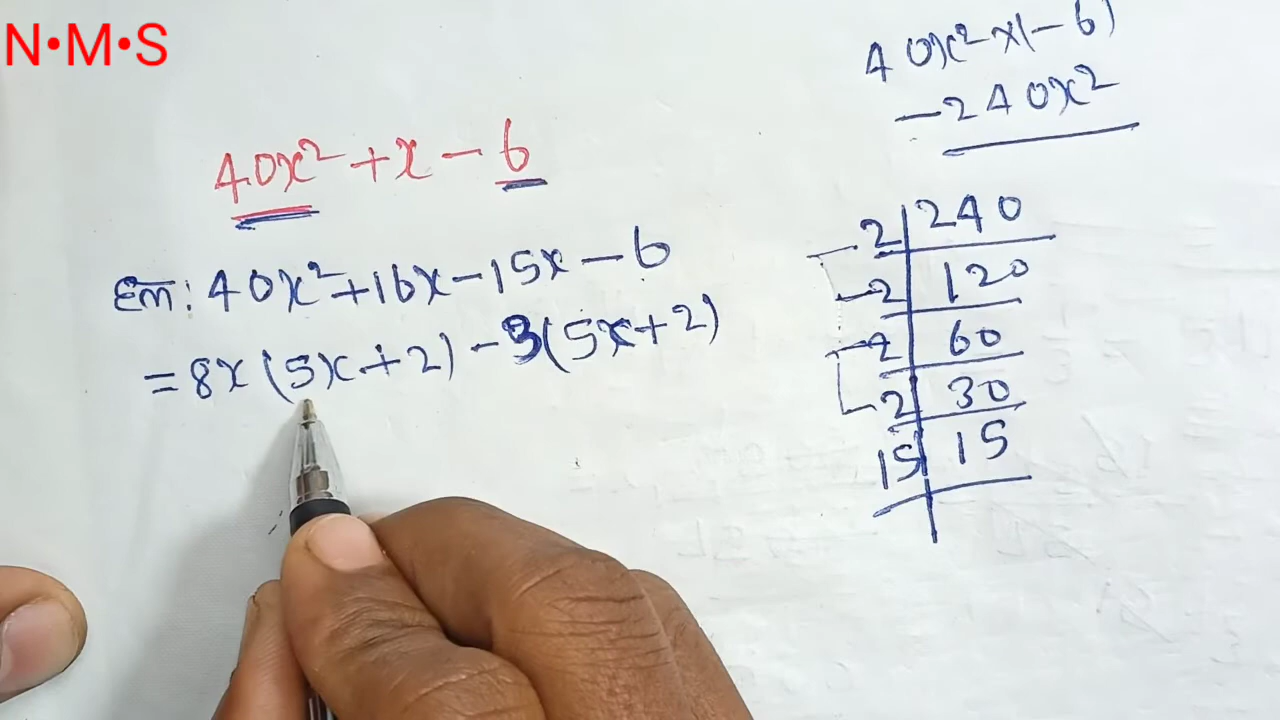 N•M•S
40x² × (-6)
-240x²
40x² + x - 6
40x² + 16x - 15x - 6
= 8x (5x + 2) - 3 (5x + 2)
2 | 240
2 | 120
2 | 60
2 | 30
15 | 15